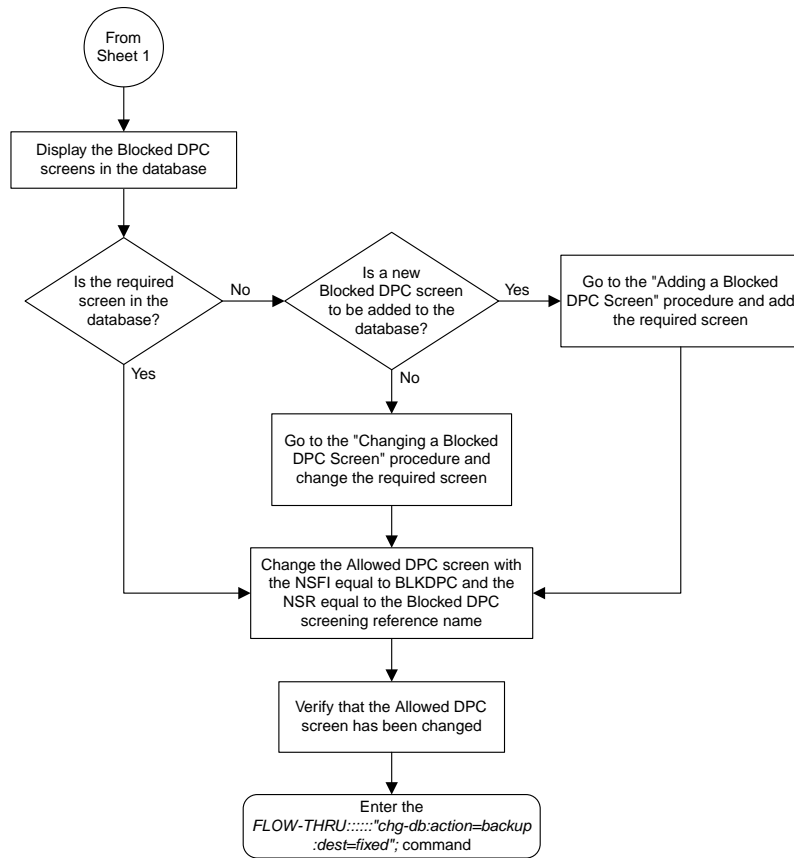 From
Sheet 1
Display the Blocked DPC
screens in the database
Is the required
screen in the
database?
No
Is a new
Blocked DPC screen
to be added to the
database?
Yes
Go to the "Adding a Blocked
DPC Screen" procedure and add
the required screen
Yes
No
Go to the "Changing a Blocked
DPC Screen" procedure and
change the required screen
Change the Allowed DPC screen with
the NSFI equal to BLKDPC and the
NSR equal to the Blocked DPC
screening reference name
Verify that the Allowed DPC
screen has been changed
Enter the
FLOW-THRU::::::"chg-db:action=backup
:dest=fixed"; command